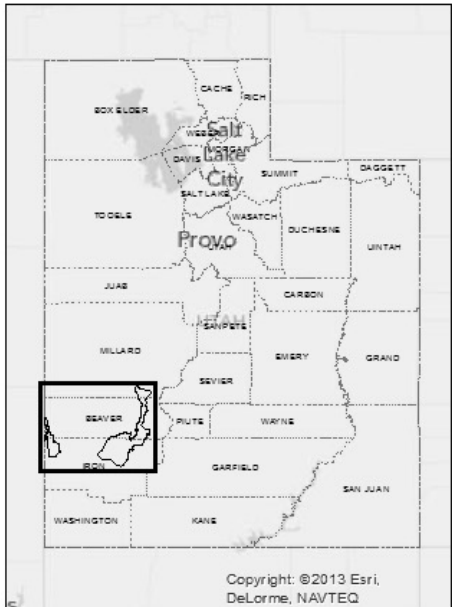 CACHE
RICH
BOX ELDER
WEBER
Salt
MORGAN
DAVIS
Lake
SUMMIT
DAGGETT
City
SALT LAKE
TOOELE
WASATCH
DUCHESNE
Provo
UTAH
UINTAH
JUAB
CARBON
UTAH
SANPETE
MILLARD
EMERY
GRAND
SEVIER
BEAVER
PIUTE
WAYNE
IRON
GARFIELD
SAN JUAN
WASHINGTON
KANE
Copyright: ©2013 Esri,
DeLorme, NAVTEQ